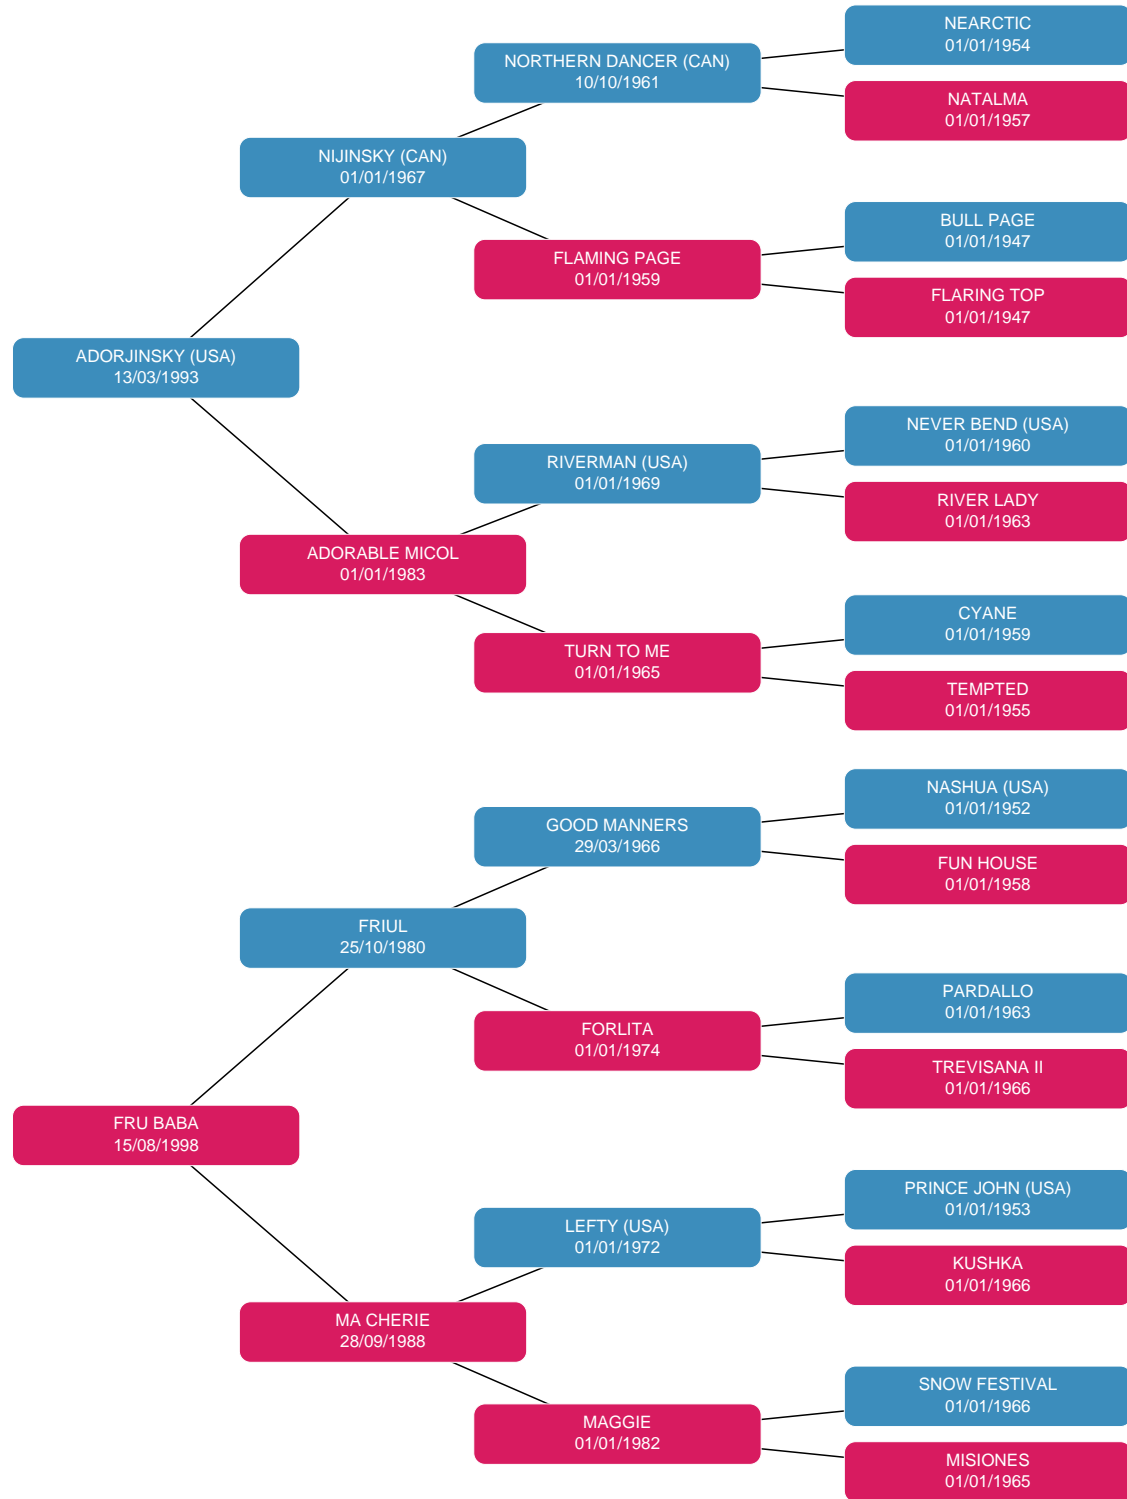 NEARCTIC
01/01/1954
NORTHERN DANCER (CAN)
10/10/1961
NATALMA
01/01/1957
NIJINSKY (CAN)
01/01/1967
BULL PAGE
01/01/1947
FLAMING PAGE
01/01/1959
FLARING TOP
01/01/1947
ADORJINSKY (USA)
13/03/1993
NEVER BEND (USA)
01/01/1960
RIVERMAN (USA)
01/01/1969
RIVER LADY
01/01/1963
ADORABLE MICOL
01/01/1983
CYANE
01/01/1959
TURN TO ME
01/01/1965
TEMPTED
01/01/1955
NASHUA (USA)
01/01/1952
GOOD MANNERS
29/03/1966
FUN HOUSE
01/01/1958
FRIUL
25/10/1980
PARDALLO
01/01/1963
FORLITA
01/01/1974
TREVISANA II
01/01/1966
FRU BABA
15/08/1998
PRINCE JOHN (USA)
01/01/1953
LEFTY (USA)
01/01/1972
KUSHKA
01/01/1966
MA CHERIE
28/09/1988
SNOW FESTIVAL
01/01/1966
MAGGIE
01/01/1982
MISIONES
01/01/1965